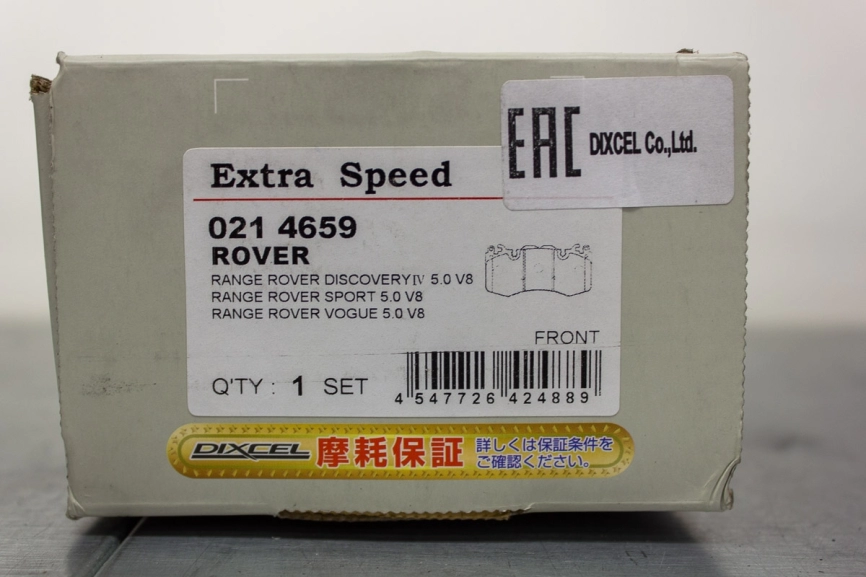 EAC DIXCEL Co.,Ltd.
Extra Speed
021 4659
ROVER
RANGE ROVER DISCOVERYⅣ 5.0 V8
RANGE ROVER SPORT 5.0 V8
RANGE ROVER VOGUE 5.0 V8
FRONT
Q'TY : 1 SET
4 547726 424889
DIXCEL 摩耗保証 詳しくは保証条件を
ご確認ください。